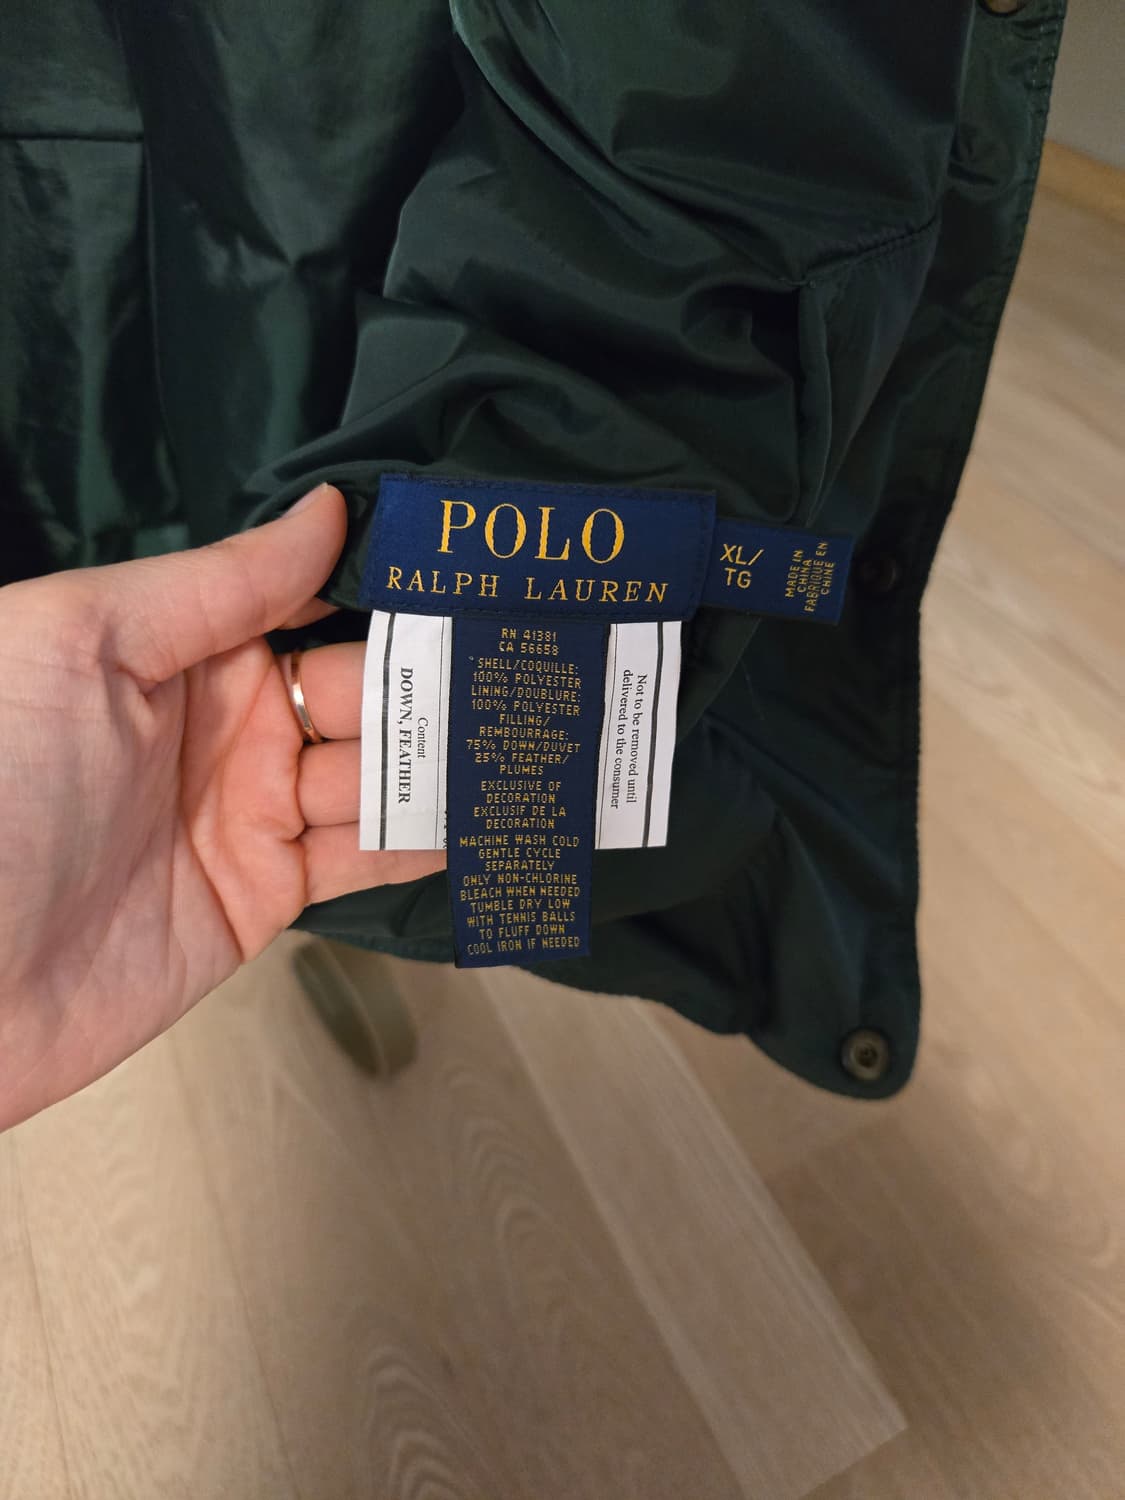 POLO
RALPH LAUREN
XL/
TG
MADE IN
CHINA
FABRIQUE EN
CHINE
RN 41381
CA 56658
SHELL/COQUILLE:
100% POLYESTER
LINING/DOUBLURE:
100% POLYESTER
FILLING/
REMBOURRAGE:
75% DOWN/DUVET
25% FEATHER/
PLUMES
EXCLUSIVE OF
DECORATION
EXCLUSIF DE LA
DECORATION
MACHINE WASH COLD
GENTLE CYCLE
SEPARATELY
ONLY NON-CHLORINE
BLEACH WHEN NEEDED
TUMBLE DRY LOW
WITH TENNIS BALLS
TO FLUFF DOWN
COOL IRON IF NEEDED
Content
DOWN, FEATHER
Not to be removed until
delivered to the consumer